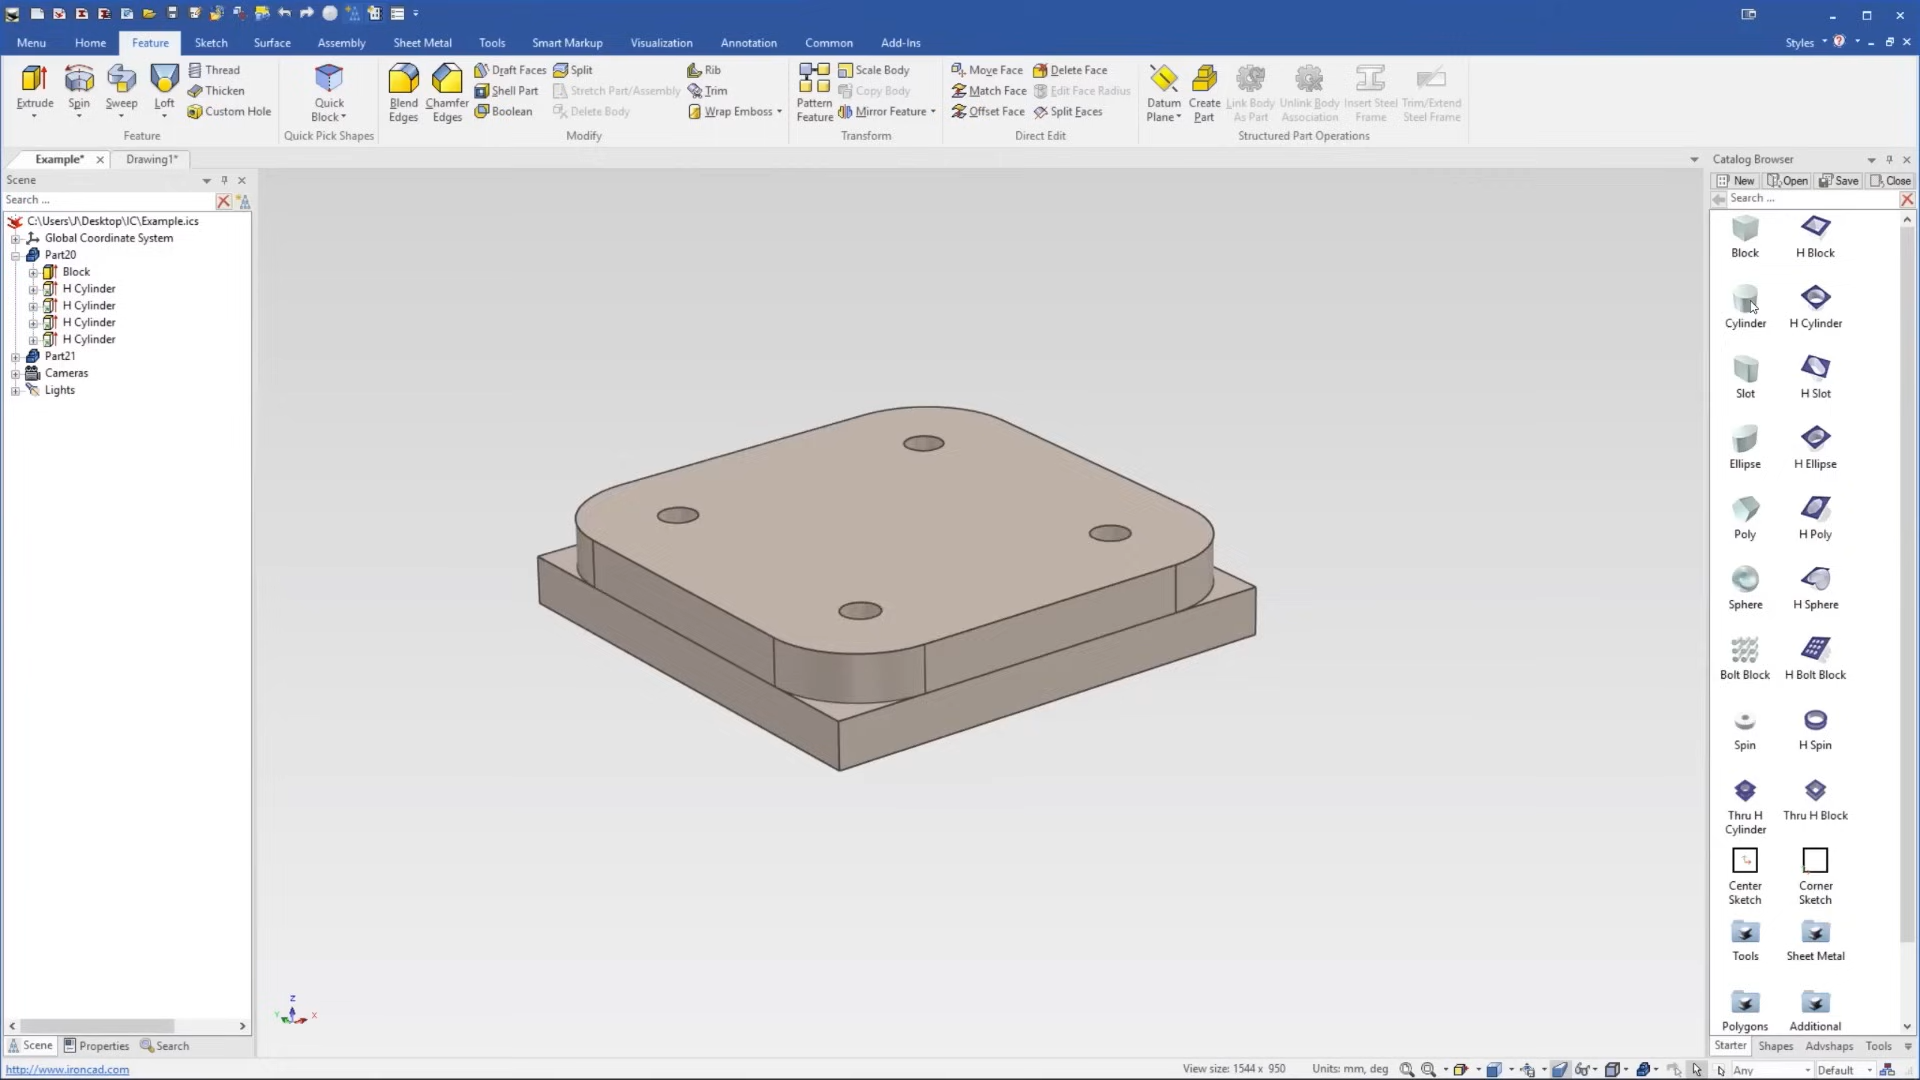 Menu Home Feature Sketch Surface Assembly Sheet Metal Tools Smart Markup Visualization Annotation Common Add-Ins Styles
Extrude Spin Sweep Loft Thread Thicken Custom Hole
Feature
Quick Block
Quick Pick Shapes
Blend Edges Chamfer Edges Draft Faces Shell Part Boolean Split Stretch Part/Assembly Delete Body Rib Trim Wrap Emboss
Modify
Pattern Feature Scale Body Copy Body Mirror Feature
Transform
Move Face Match Face Offset Face Delete Face Edit Face Radius Split Faces
Direct Edit
Datum Plane Create Part Link Body As Part Unlink Body Association Insert Steel Frame Trim/Extend Steel Frame
Structured Part Operations
Example* Drawing1*
Scene
Search ...
C:\Users\J\Desktop\IC\Example.ics
Global Coordinate System
Part20
Block
H Cylinder
H Cylinder
H Cylinder
H Cylinder
Part21
Cameras
Lights
Z
Y X
Scene Properties Search
Catalog Browser
New Open Save Close
Search ...
Block H Block
Cylinder H Cylinder
Slot H Slot
Ellipse H Ellipse
Poly H Poly
Sphere H Sphere
Bolt Block H Bolt Block
Spin H Spin
Thru H Cylinder Thru H Block
Center Sketch Corner Sketch
Tools Sheet Metal
Polygons Additional
Starter Shapes Advshaps Tools
http://www.ironcad.com
View size: 1544 x 950 Units: mm, deg Any Default